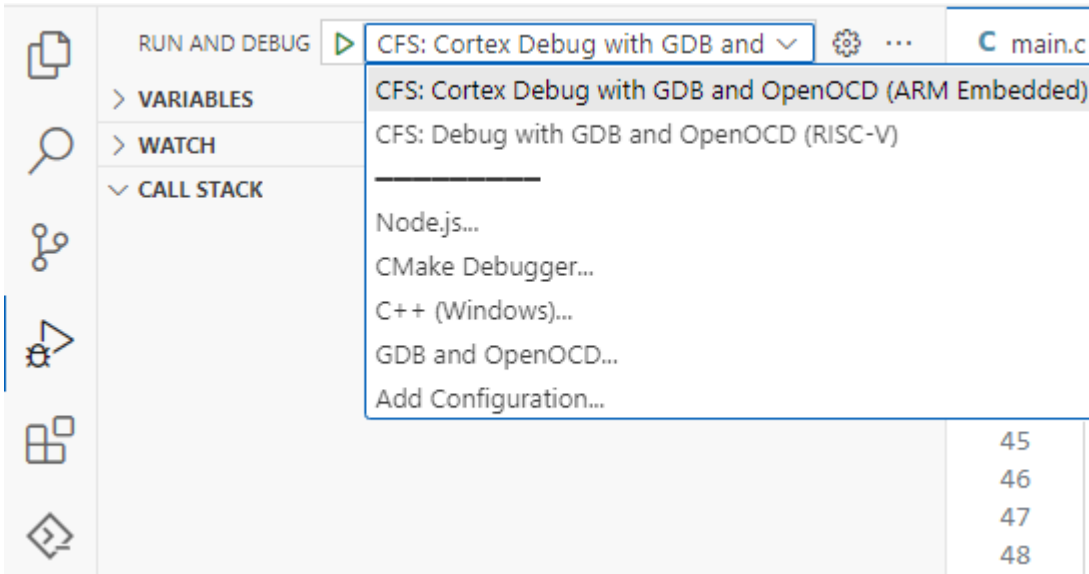 RUN AND DEBUG
CFS: Cortex Debug with GDB and
C main.c
CFS: Cortex Debug with GDB and OpenOCD (ARM Embedded)
VARIABLES
CFS: Debug with GDB and OpenOCD (RISC-V)
WATCH
CALL STACK
Node.js...
CMake Debugger...
C++ (Windows)...
GDB and OpenOCD...
Add Configuration...
45
46
47
48